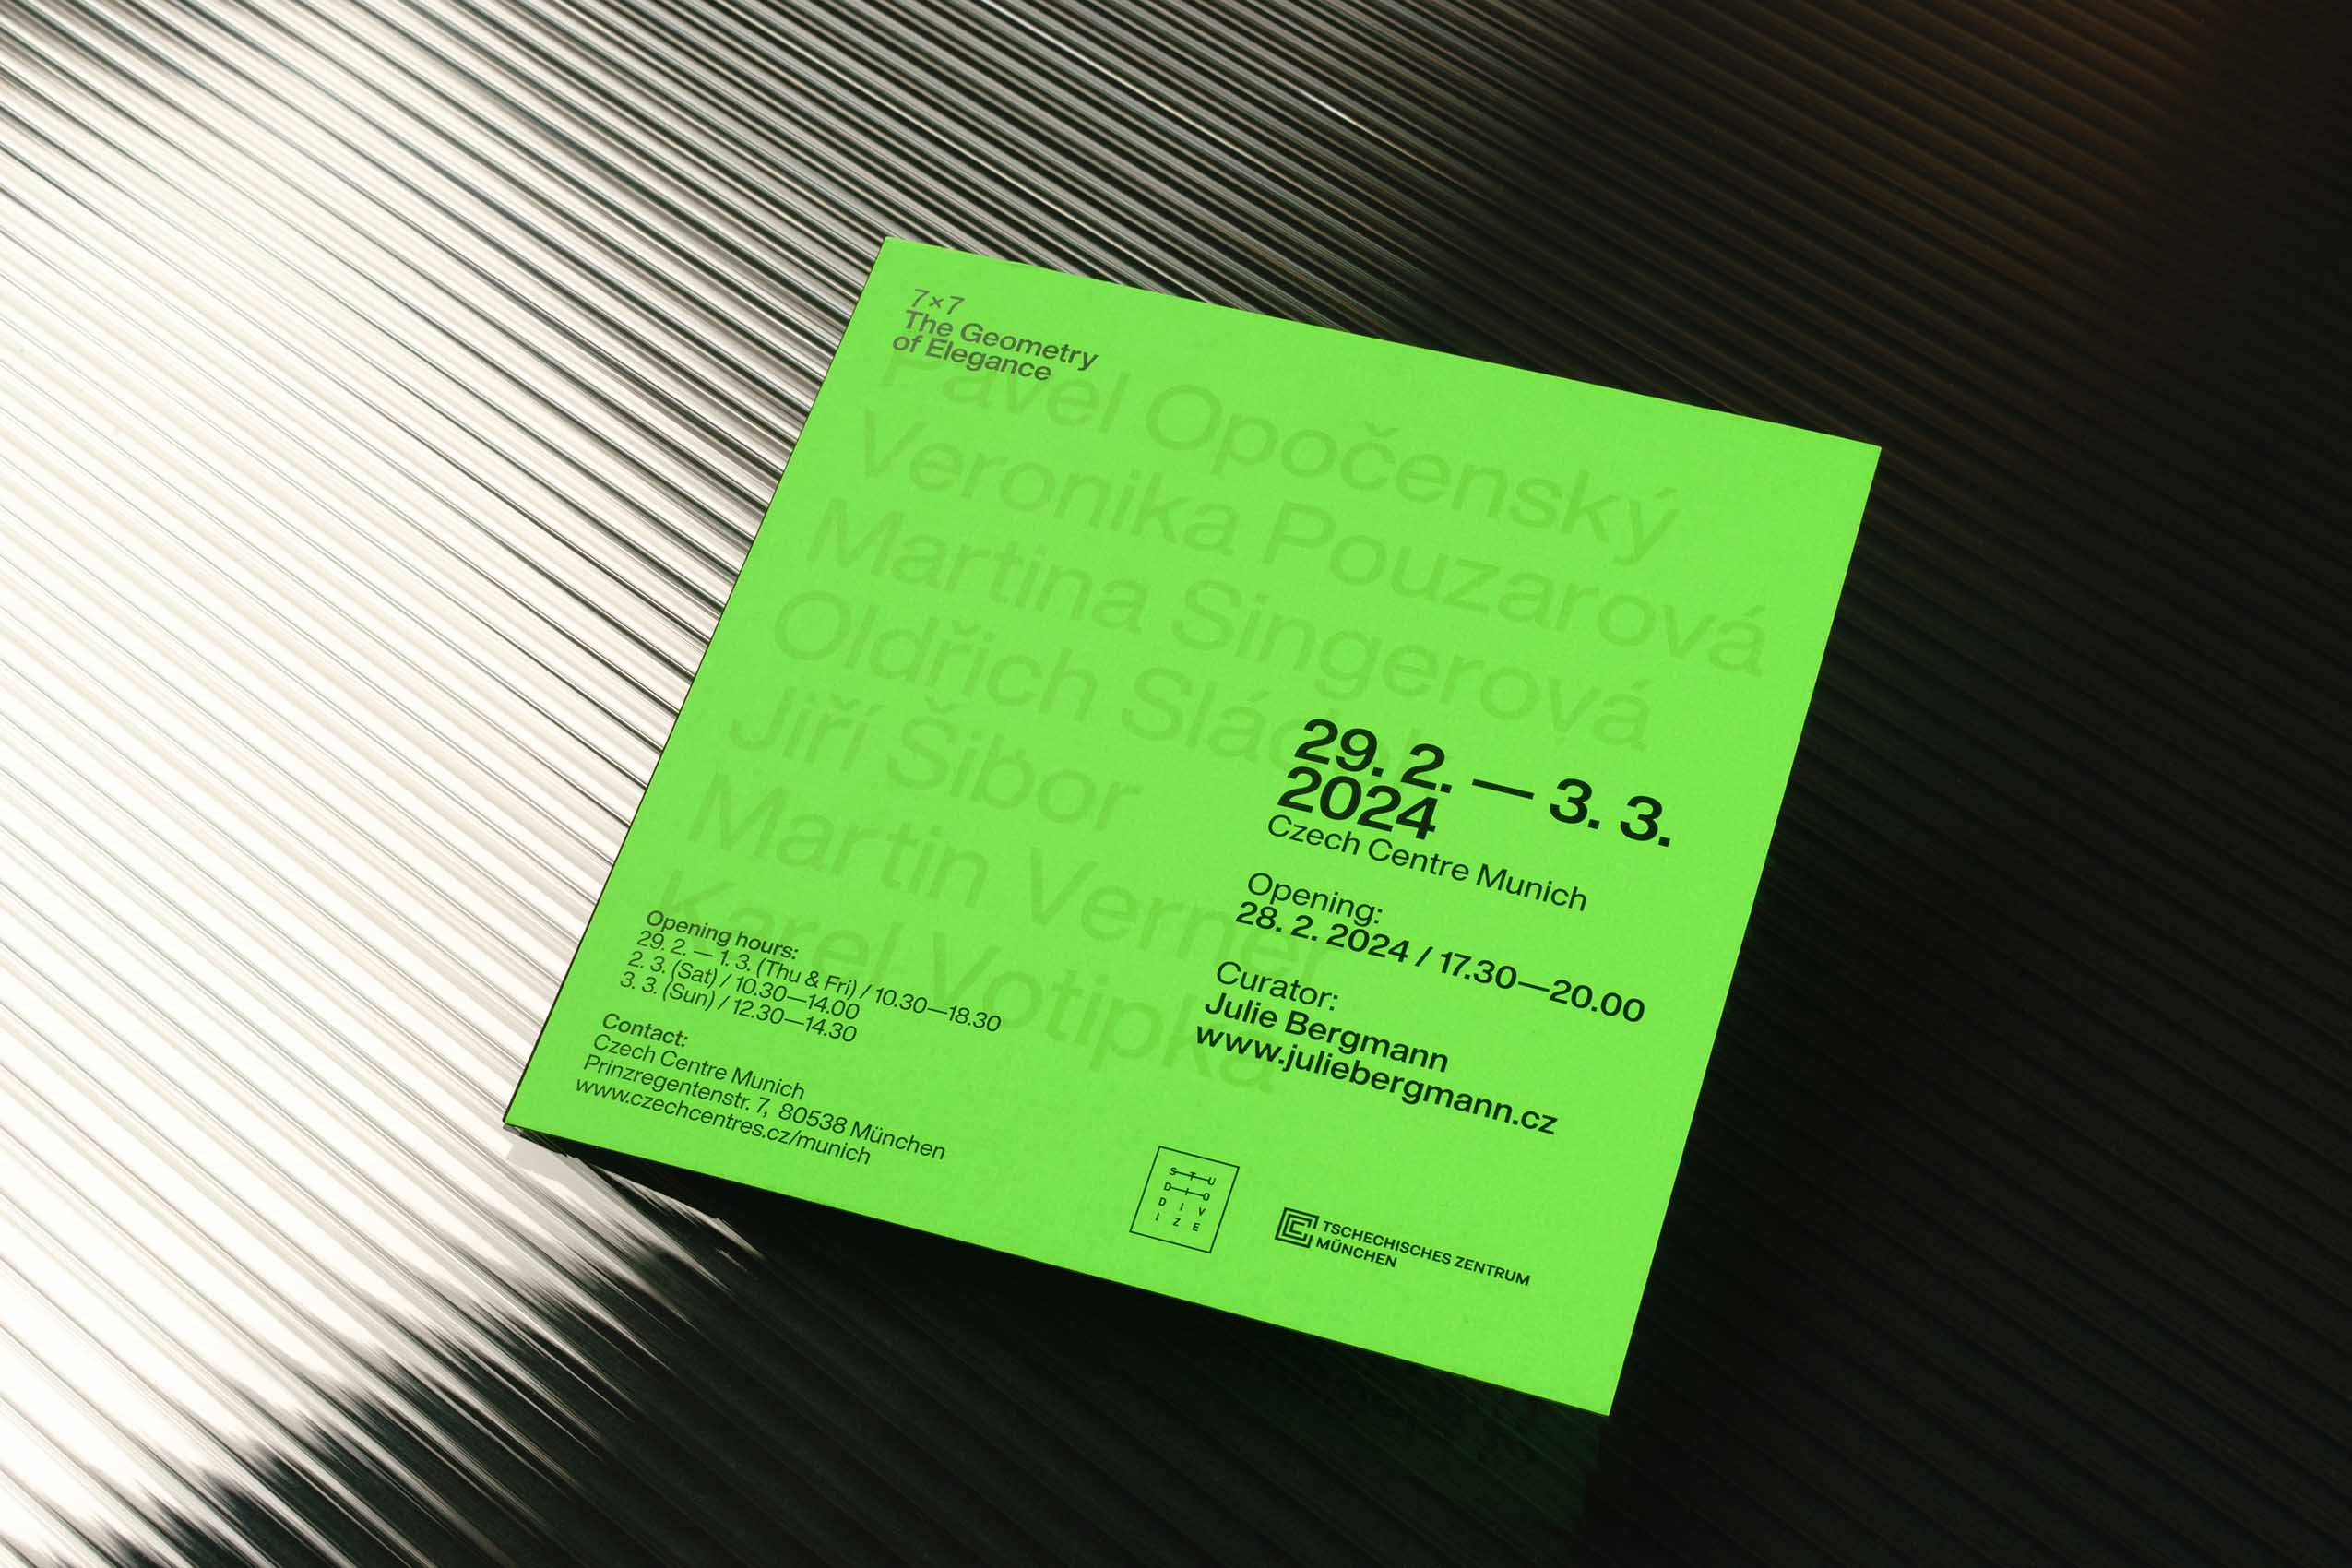 7×7
The Geometry
of Elegance
Pavel Opočenský
Veronika Pouzarová
Martina Singerová
Oldřich
Jiří Šibor
Martin Verner
Karel Votipka
29. 2. — 3. 3.
2024
Czech Centre Munich
Opening:
28. 2. 2024 / 17.30—20.00
Curator:
Julie Bergmann
www.juliebergmann.cz
Opening hours:
29. 2. — 1. 3. (Thu & Fri) / 10.30—18.30
2. 3. (Sat) / 10.30—14.00
3. 3. (Sun) / 12.30—14.30
Contact:
Czech Centre Munich
Prinzregentenstr. 7, 80538 München
www.czechcentres.cz/munich
STU
DIO
DIV
IZE
TSCHECHISCHES ZENTRUM
MÜNCHEN